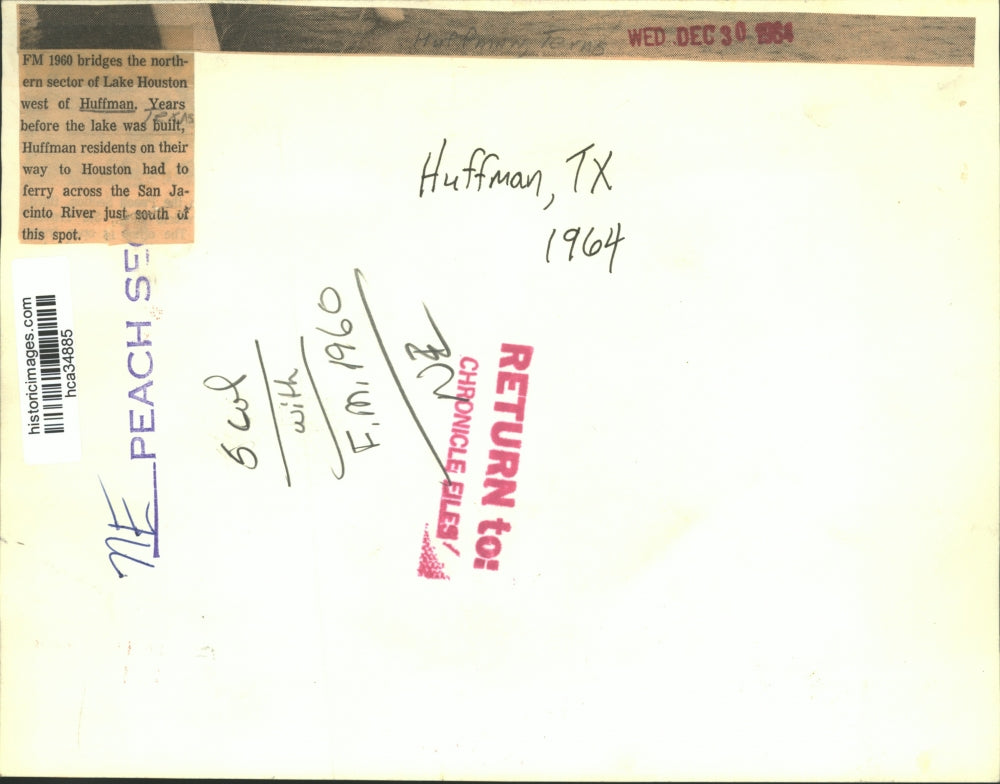 Huffman, Texas
WED DEC 30 1964
FM 1960 bridges the north-
ern sector of Lake Houston
west of Huffman. Years
Texas
before the lake was built,
Huffman residents on their
way to Houston had to
ferry across the San Ja-
cinto River just south of
this spot.
Huffman, TX
1964
historicimages.com
hca34885
NE PEACH SEC
5 col
with
F.M. 1960
NE
RETURN to:
CHRONICLE FILES